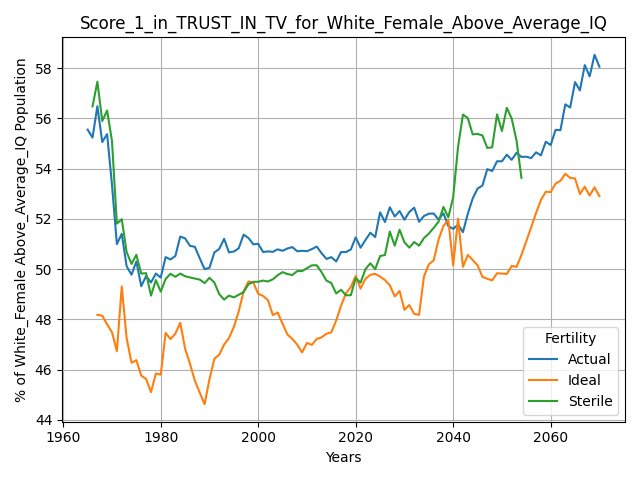 Score_1_in_TRUST_IN_TV_for_White_Female_Above_Average_IQ
% of White_Female Above_Average_IQ Population
58
56
54
52
50
48
46
44
1960
1980
2000
2020
2040
2060
Years
Fertility
Actual
Ideal
Sterile